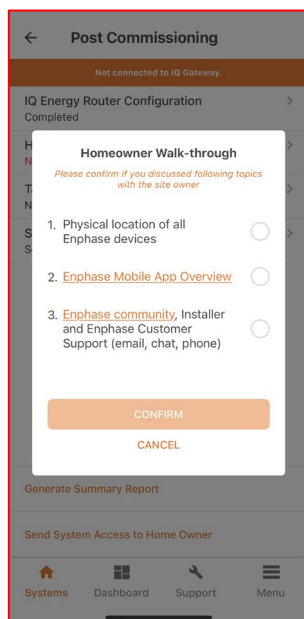 Post Commissioning
Not connected to IQ Gateway.
IQ Energy Router Configuration
Completed
Homeowner Walk-through
Please confirm if you discussed following topics
with the site owner
1. Physical location of all
Enphase devices
2. Enphase Mobile App Overview
3. Enphase community, Installer
and Enphase Customer
Support (email, chat, phone)
CONFIRM
CANCEL
Generate Summary Report
Send System Access to Home Owner
Systems Dashboard Support Menu